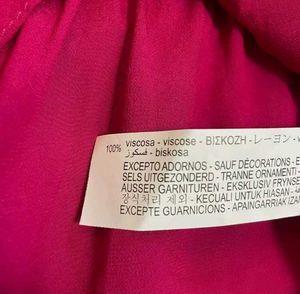 100% viscosa - viscose - ΒΙΣΚΟΖΗ - レーヨン -
فسكوز - biskosa
EXCEPTO ADORNOS - SAUF DÉCORATIONS - E
SELS UITGEZONDERD - TRANNE ORNAMENTI -
AUSSER GARNITUREN - EKSKLUSIV FRYNSE
장식처리 제외 - KECUALI UNTUK HIASAN -
EXCEPTE GUARNICIONS - APAINGARRIAK IZAN